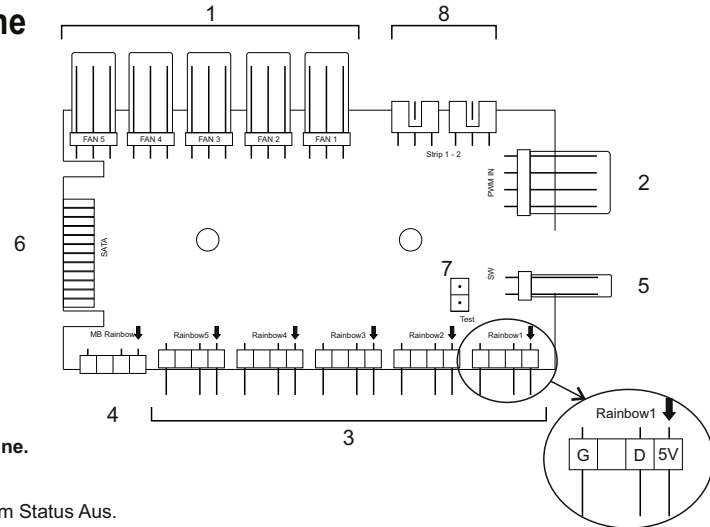 ne
1
8
FAN 5
FAN 4
FAN 3
FAN 2
FAN 1
Strip 1 - 2
PWM IN
2
6
SATA
7
SW
5
Test
MB Rainbow
Rainbow5
Rainbow4
Rainbow3
Rainbow2
Rainbow1
4
3
Rainbow1
G D 5V
ne.
m Status Aus.